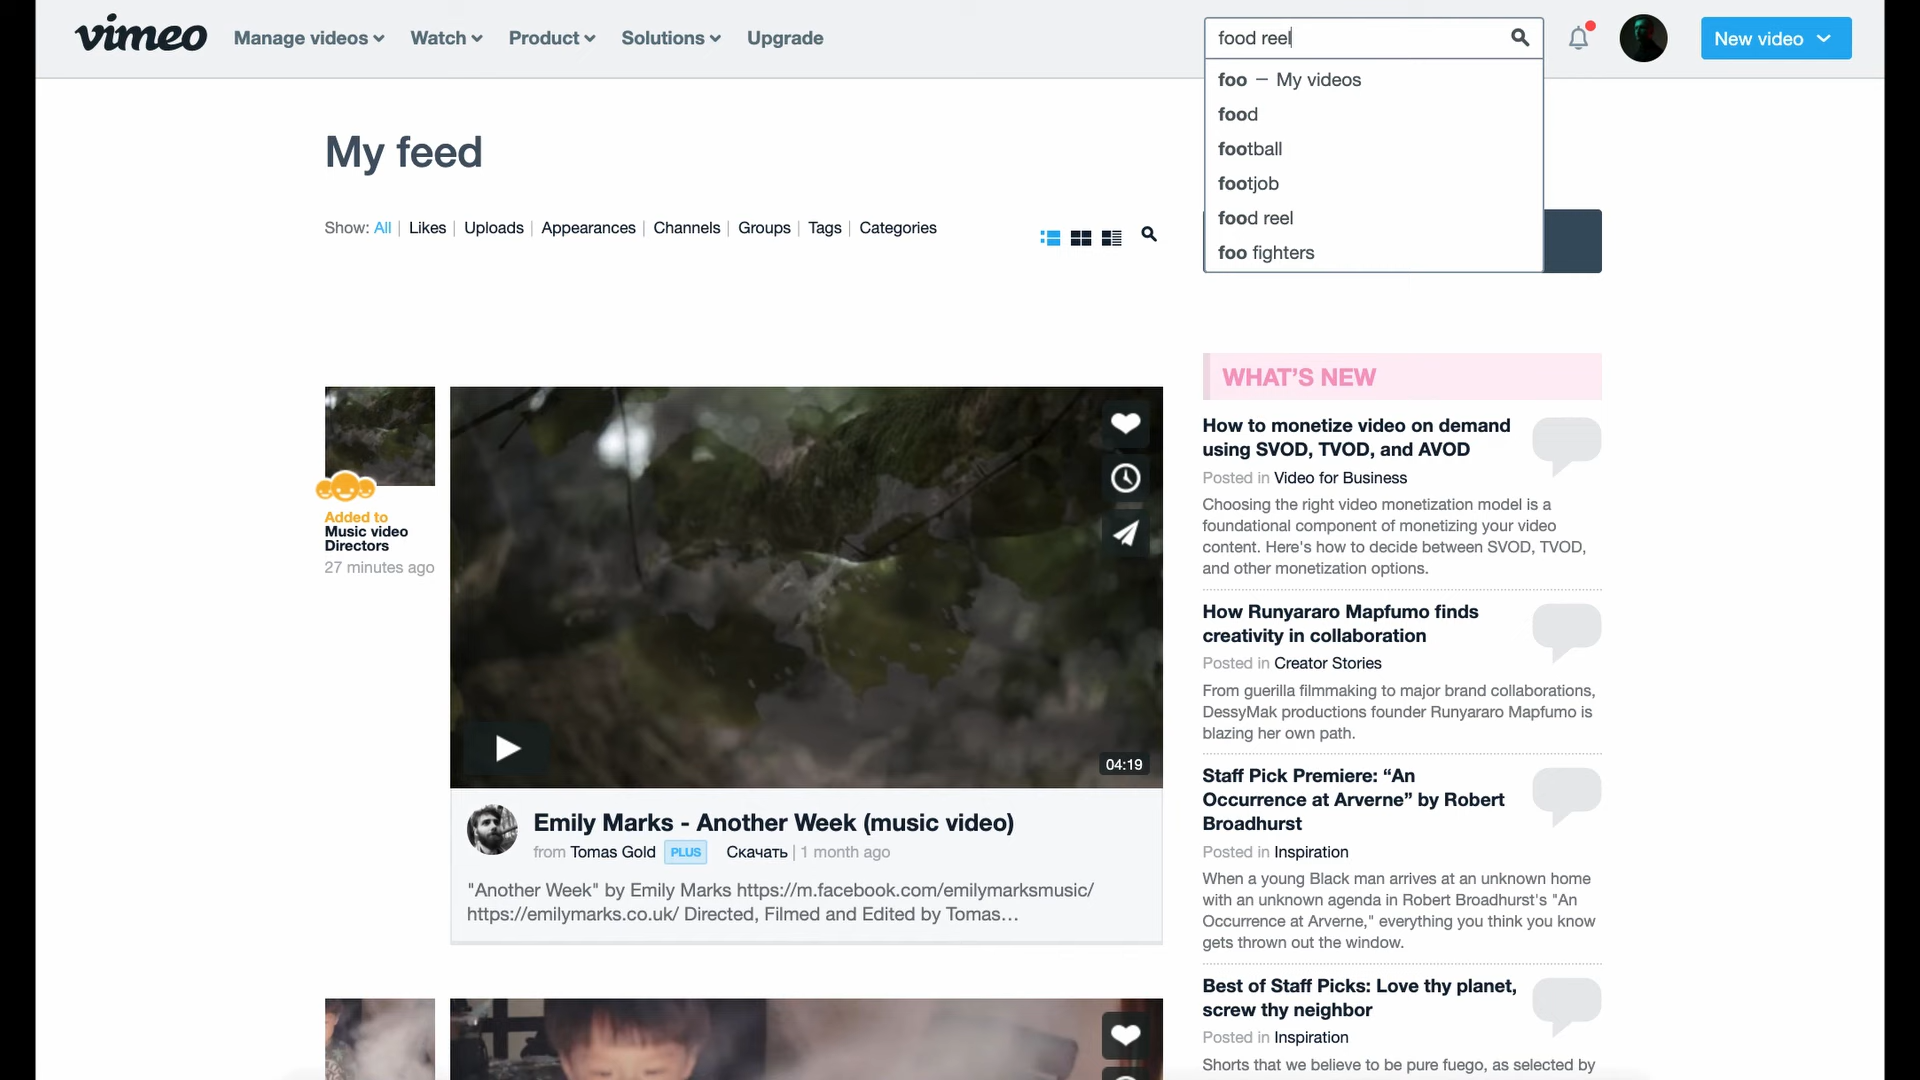 vimeo Manage videos Watch Product Solutions Upgrade food reel New video
foo – My videos
food
football
footjob
food reel
foo fighters
My feed
Show: All | Likes | Uploads | Appearances | Channels | Groups | Tags | Categories
WHAT'S NEW
How to monetize video on demand
using SVOD, TVOD, and AVOD
Posted in Video for Business
Choosing the right video monetization model is a
foundational component of monetizing your video
content. Here's how to decide between SVOD, TVOD,
and other monetization options.
How Runyararo Mapfumo finds
creativity in collaboration
Posted in Creator Stories
From guerilla filmmaking to major brand collaborations,
DessyMak productions founder Runyararo Mapfumo is
blazing her own path.
Staff Pick Premiere: “An
Occurrence at Arverne” by Robert
Broadhurst
Posted in Inspiration
When a young Black man arrives at an unknown home
with an unknown agenda in Robert Broadhurst's "An
Occurrence at Arverne," everything you think you know
gets thrown out the window.
Best of Staff Picks: Love thy planet,
screw thy neighbor
Posted in Inspiration
Shorts that we believe to be pure fuego, as selected by
Added to
Music video
Directors
27 minutes ago
04:19
Emily Marks - Another Week (music video)
from Tomas Gold PLUS Скачать | 1 month ago
"Another Week" by Emily Marks https://m.facebook.com/emilymarksmusic/
https://emilymarks.co.uk/ Directed, Filmed and Edited by Tomas…